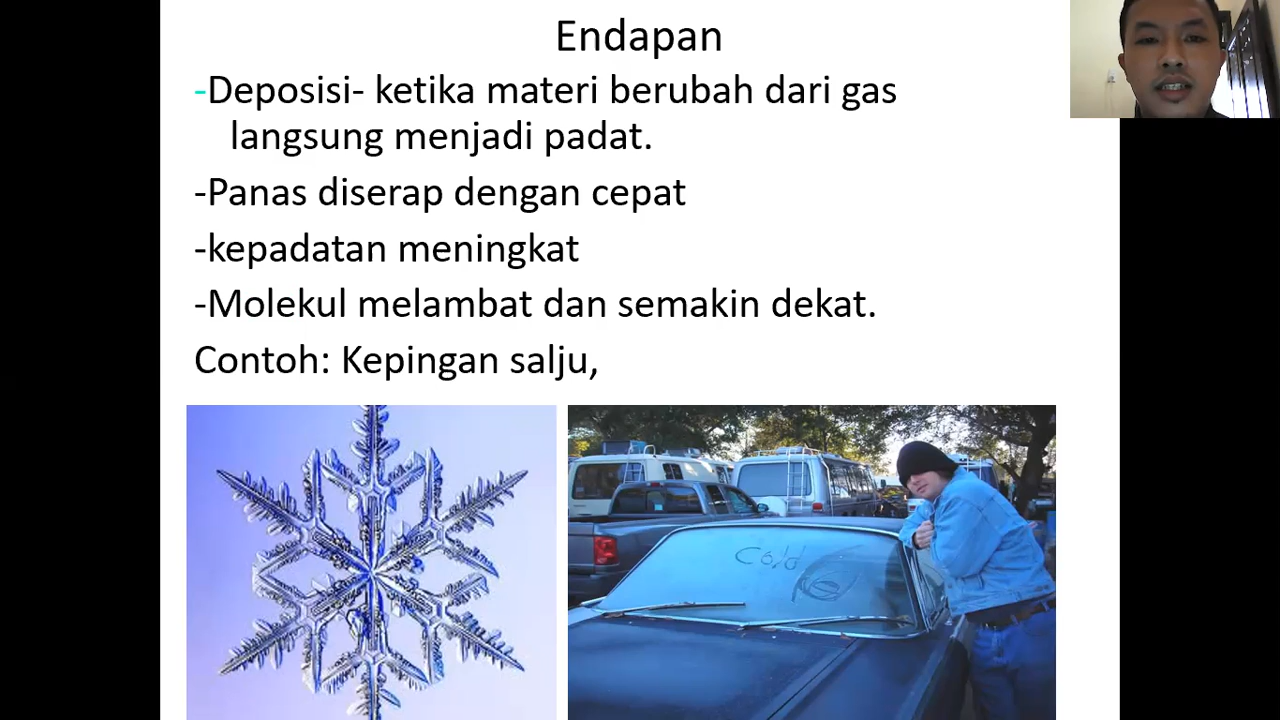 Endapan
-Deposisi- ketika materi berubah dari gas
langsung menjadi padat.
-Panas diserap dengan cepat
-kepadatan meningkat
-Molekul melambat dan semakin dekat.
Contoh: Kepingan salju,
Cold